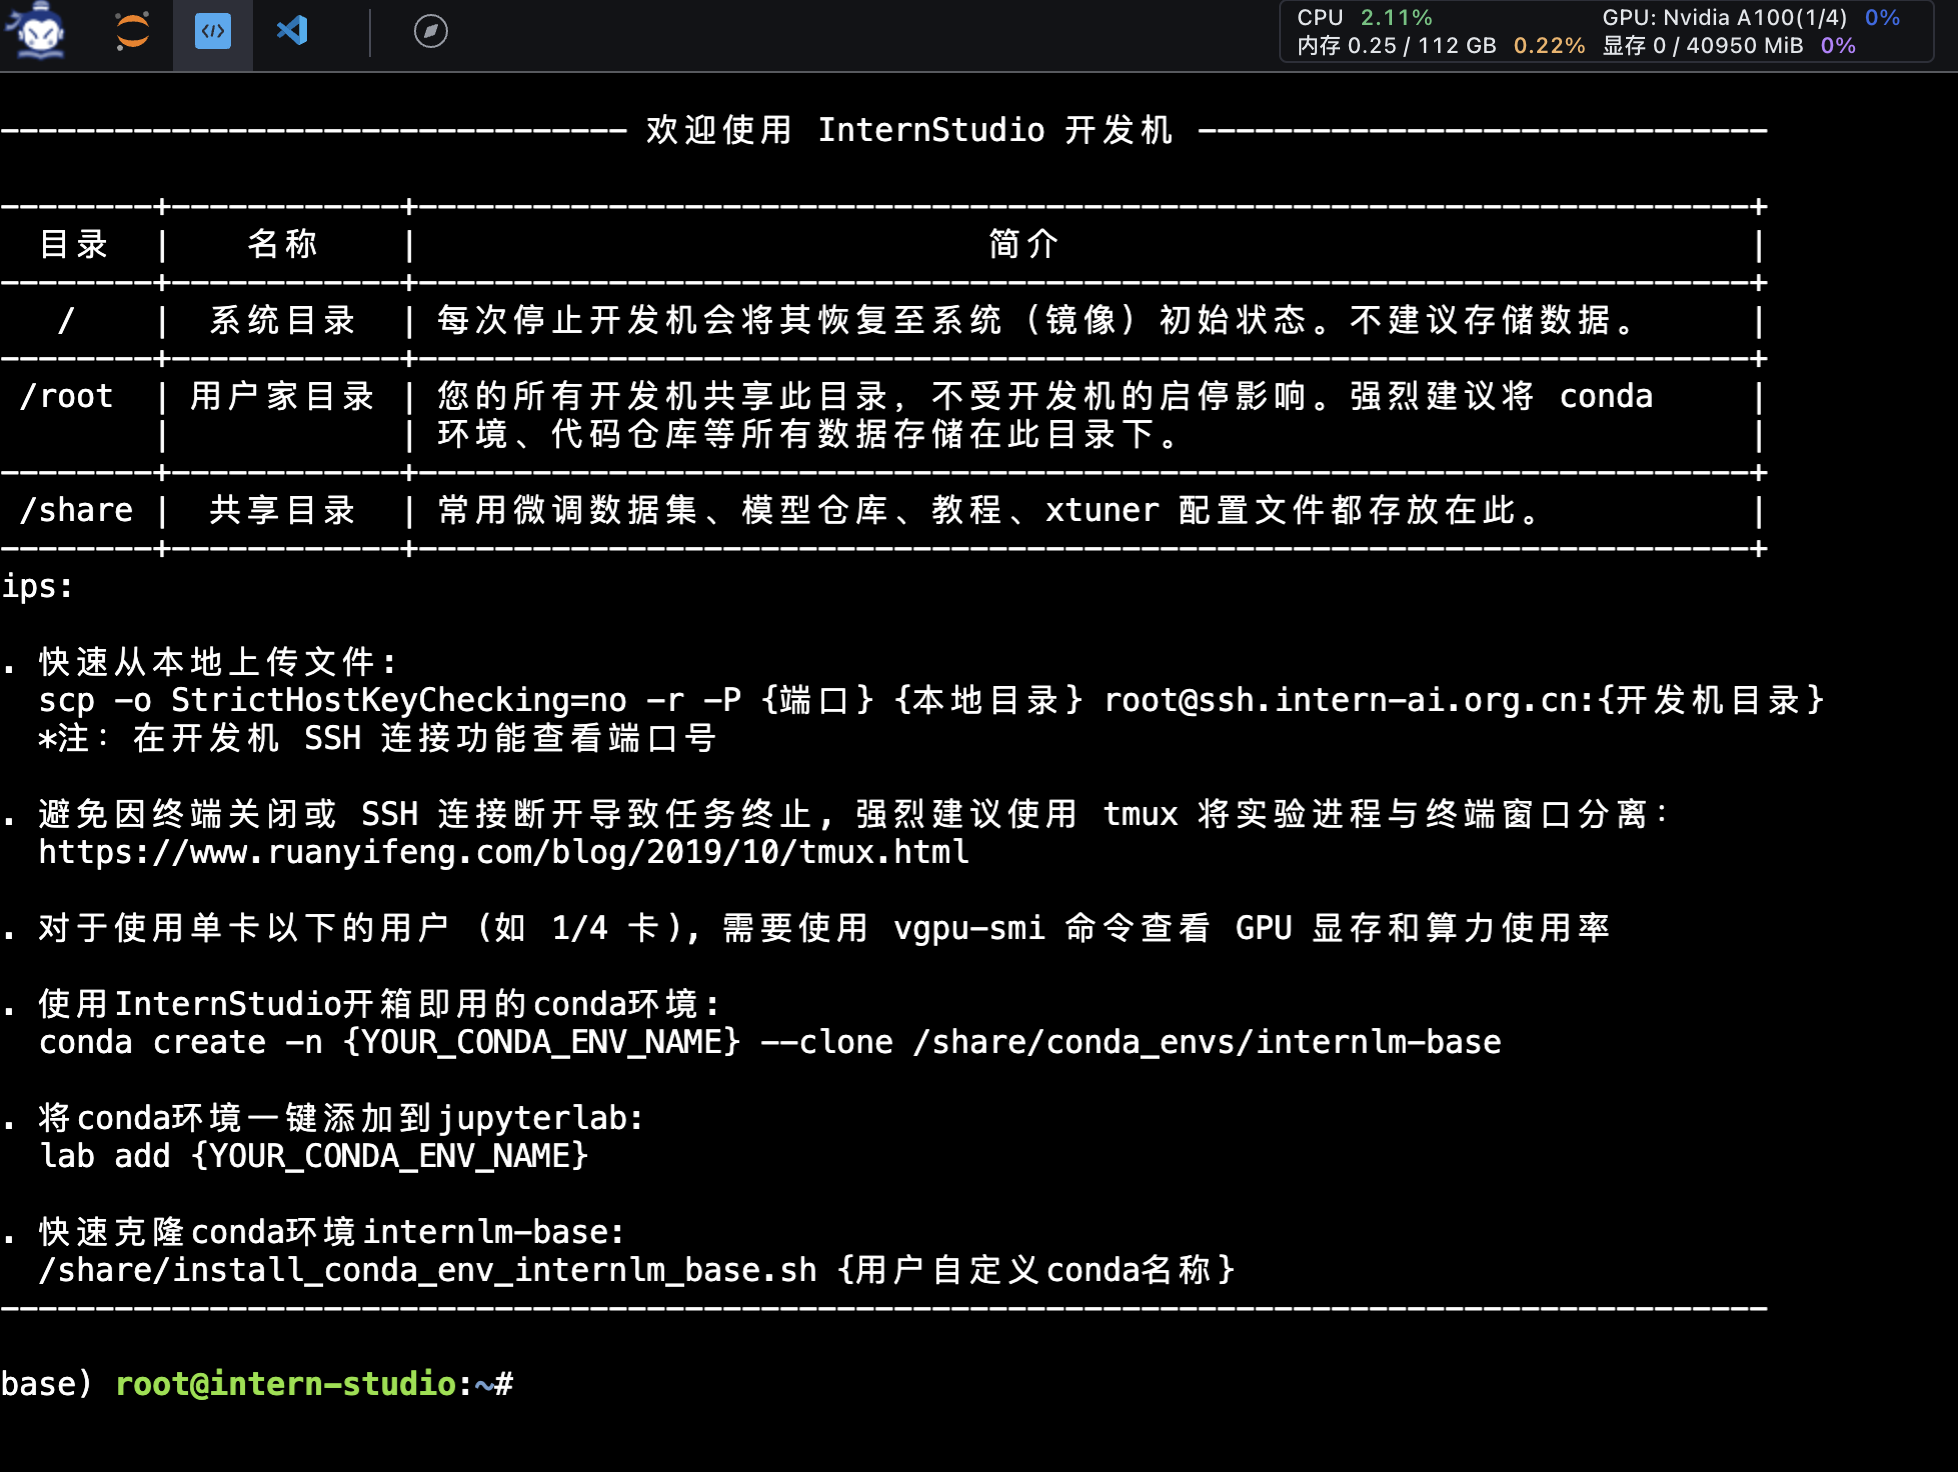 CPU 2.11% GPU: Nvidia A100(1/4) 0%
内存 0.25 / 112 GB 0.22% 显存 0 / 40950 MiB 0%
--------------------------------- 欢迎使用 InternStudio 开发机 ------------------------------
--------+-------------+----------------------------------------------------------------------+
目录 | 名称 | 简介 |
--------+-------------+----------------------------------------------------------------------+
/ | 系统目录 | 每次停止开发机会将其恢复至系统（镜像）初始状态。不建议存储数据。 |
--------+-------------+----------------------------------------------------------------------+
/root | 用户家目录 | 您的所有开发机共享此目录，不受开发机的启停影响。强烈建议将 conda |
| | 环境、代码仓库等所有数据存储在此目录下。 |
--------+-------------+----------------------------------------------------------------------+
/share | 共享目录 | 常用微调数据集、模型仓库、教程、xtuner 配置文件都存放在此。 |
--------+-------------+----------------------------------------------------------------------+
ips:
. 快速从本地上传文件：
scp -o StrictHostKeyChecking=no -r -P {端口} {本地目录} root@ssh.intern-ai.org.cn:{开发机目录}
*注：在开发机 SSH 连接功能查看端口号
. 避免因终端关闭或 SSH 连接断开导致任务终止，强烈建议使用 tmux 将实验进程与终端窗口分离：
https://www.ruanyifeng.com/blog/2019/10/tmux.html
. 对于使用单卡以下的用户（如 1/4 卡），需要使用 vgpu-smi 命令查看 GPU 显存和算力使用率
. 使用InternStudio开箱即用的conda环境：
conda create -n {YOUR_CONDA_ENV_NAME} --clone /share/conda_envs/internlm-base
. 将conda环境一键添加到jupyterlab:
lab add {YOUR_CONDA_ENV_NAME}
. 快速克隆conda环境internlm-base:
/share/install_conda_env_internlm_base.sh {用户自定义conda名称}
---------------------------------------------------------------------------------------------
base) root@intern-studio:~#